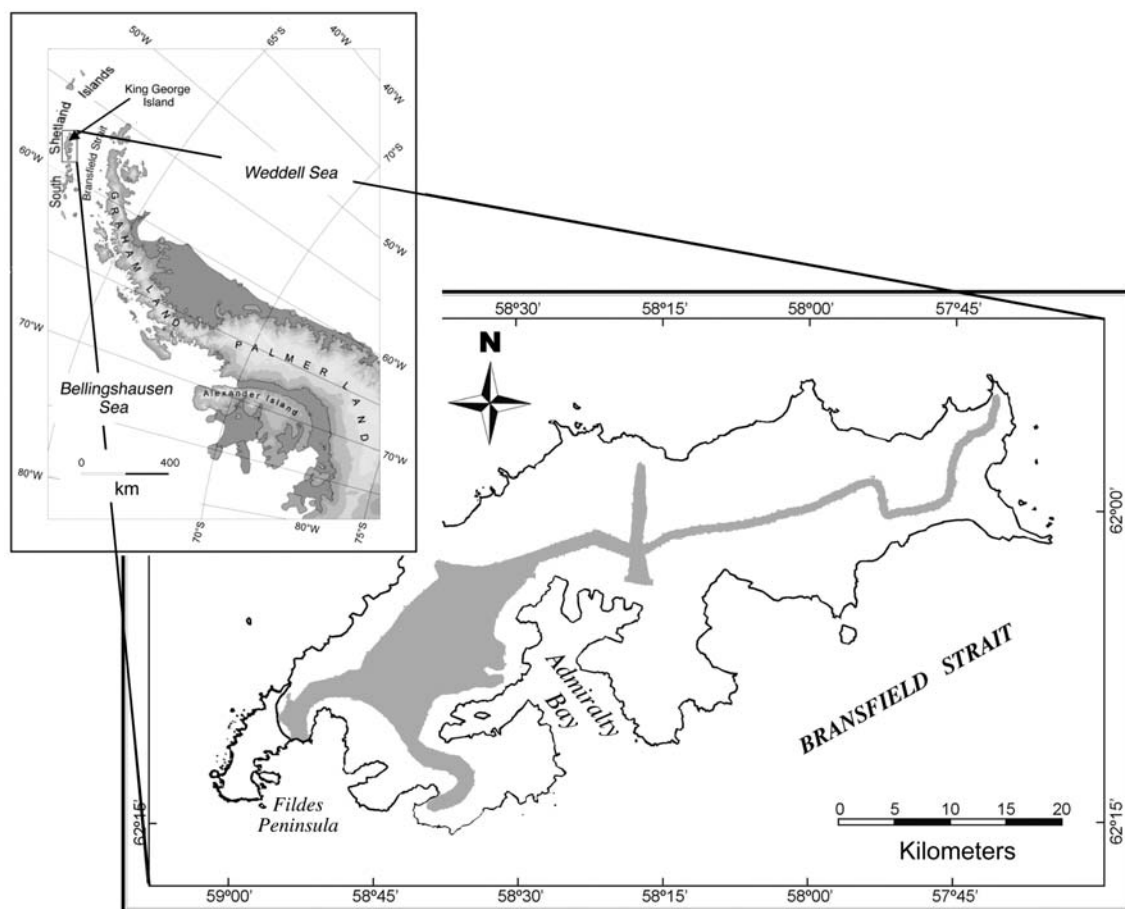 50°W
65°S
40°W
40°W
King George
Island
South Shetland Islands
Bransfield Strait
60°W
Weddell Sea
70°S
50°W
GRAHAM LAND
70°W
PALMER LAND
60°W
Bellingshausen
Sea
Alexander Island
0 400
km
70°W
80°W
70°S
80°W
75°S
58°30' 58°15' 58°00' 57°45'
N
62°00'
Admiralty
Bay
BRANSFIELD STRAIT
Fildes
Peninsula
62°15'
62°15'
0 5 10 15 20
Kilometers
59°00' 58°45' 58°30' 58°15' 58°00' 57°45'